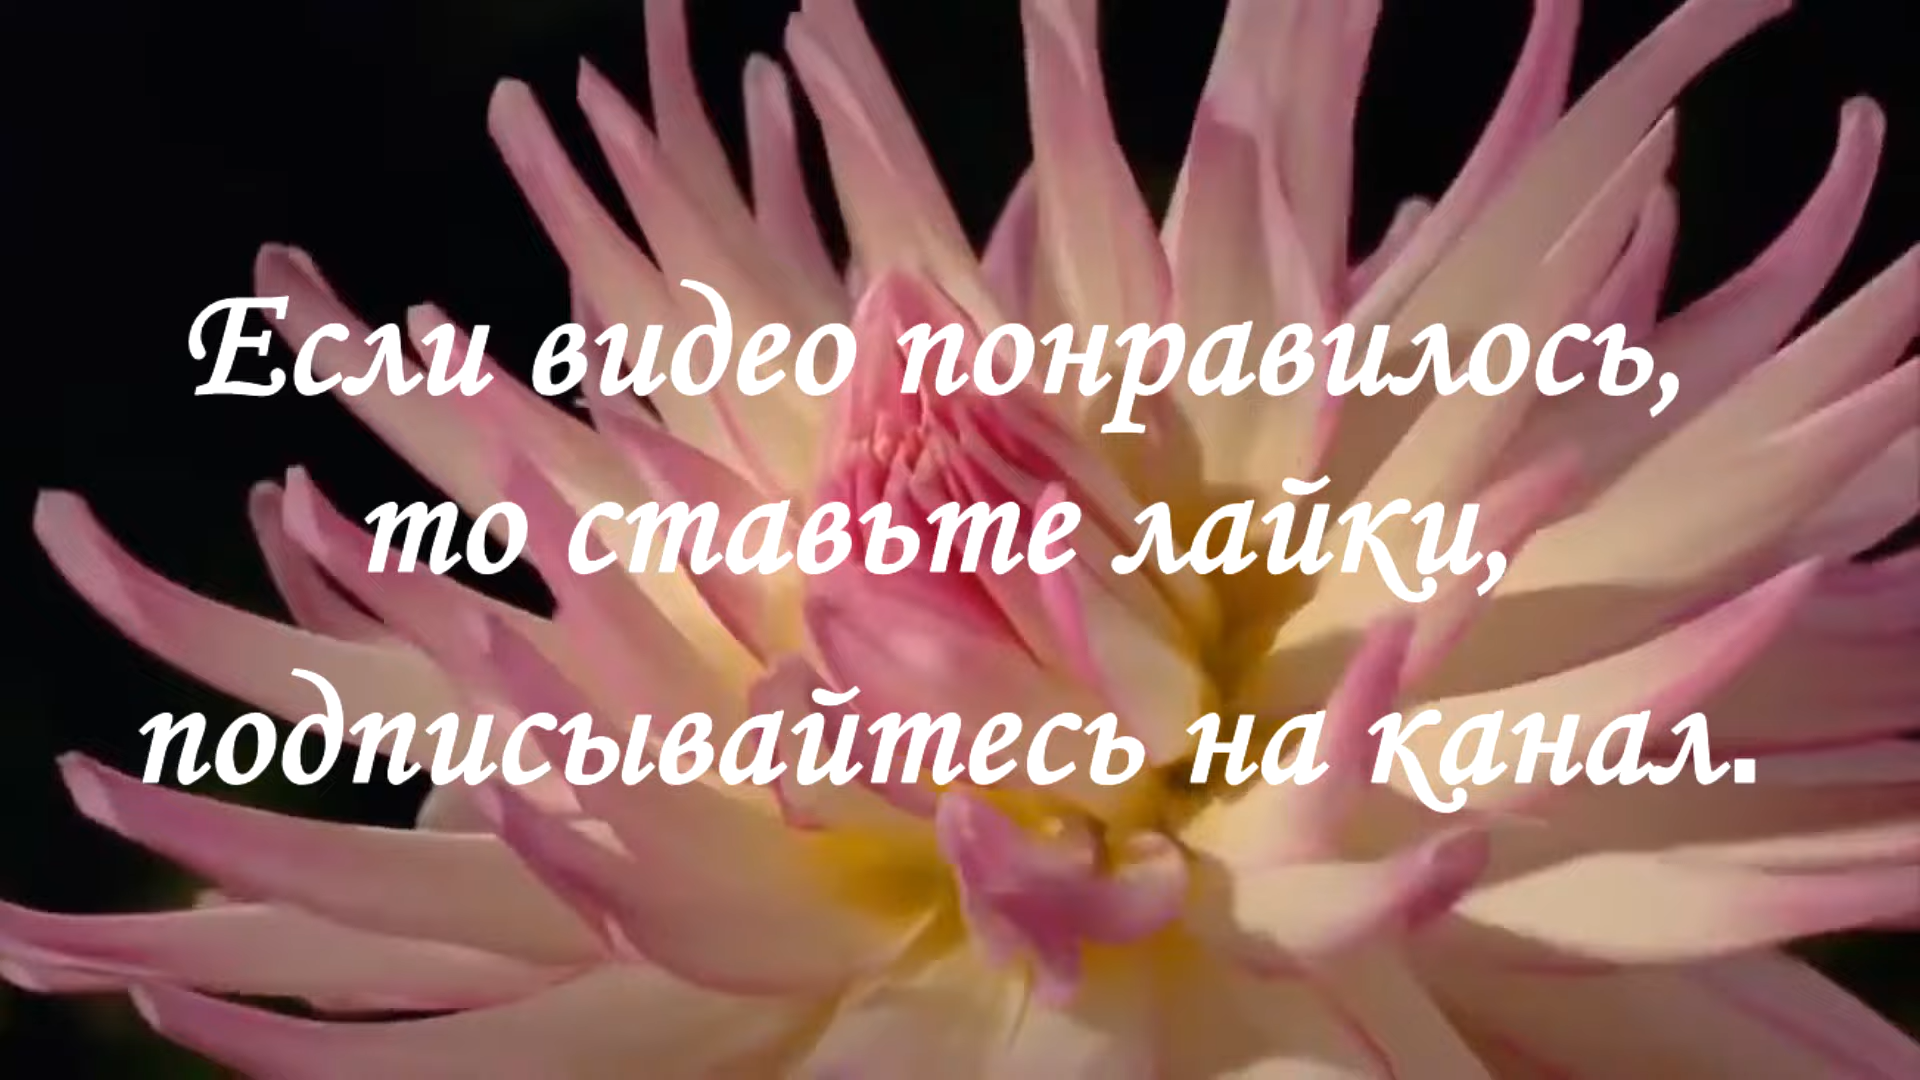 Если видео понравилось,
то ставьте лайки,
подписывайтесь на канал.